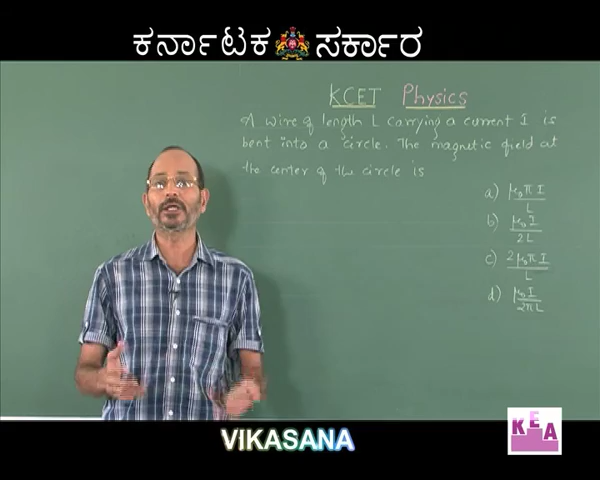 ಕರ್ನಾಟಕ ಸರ್ಕಾರ
KCET Physics
A wire of length L carrying a current I is
bent into a circle. The magnetic field at
the center of the circle is
a) μ₀πI/L
b) μ₀I/2L
c) 2μ₀πI/L
d) μ₀I/2πL
VIKASANA
KEA